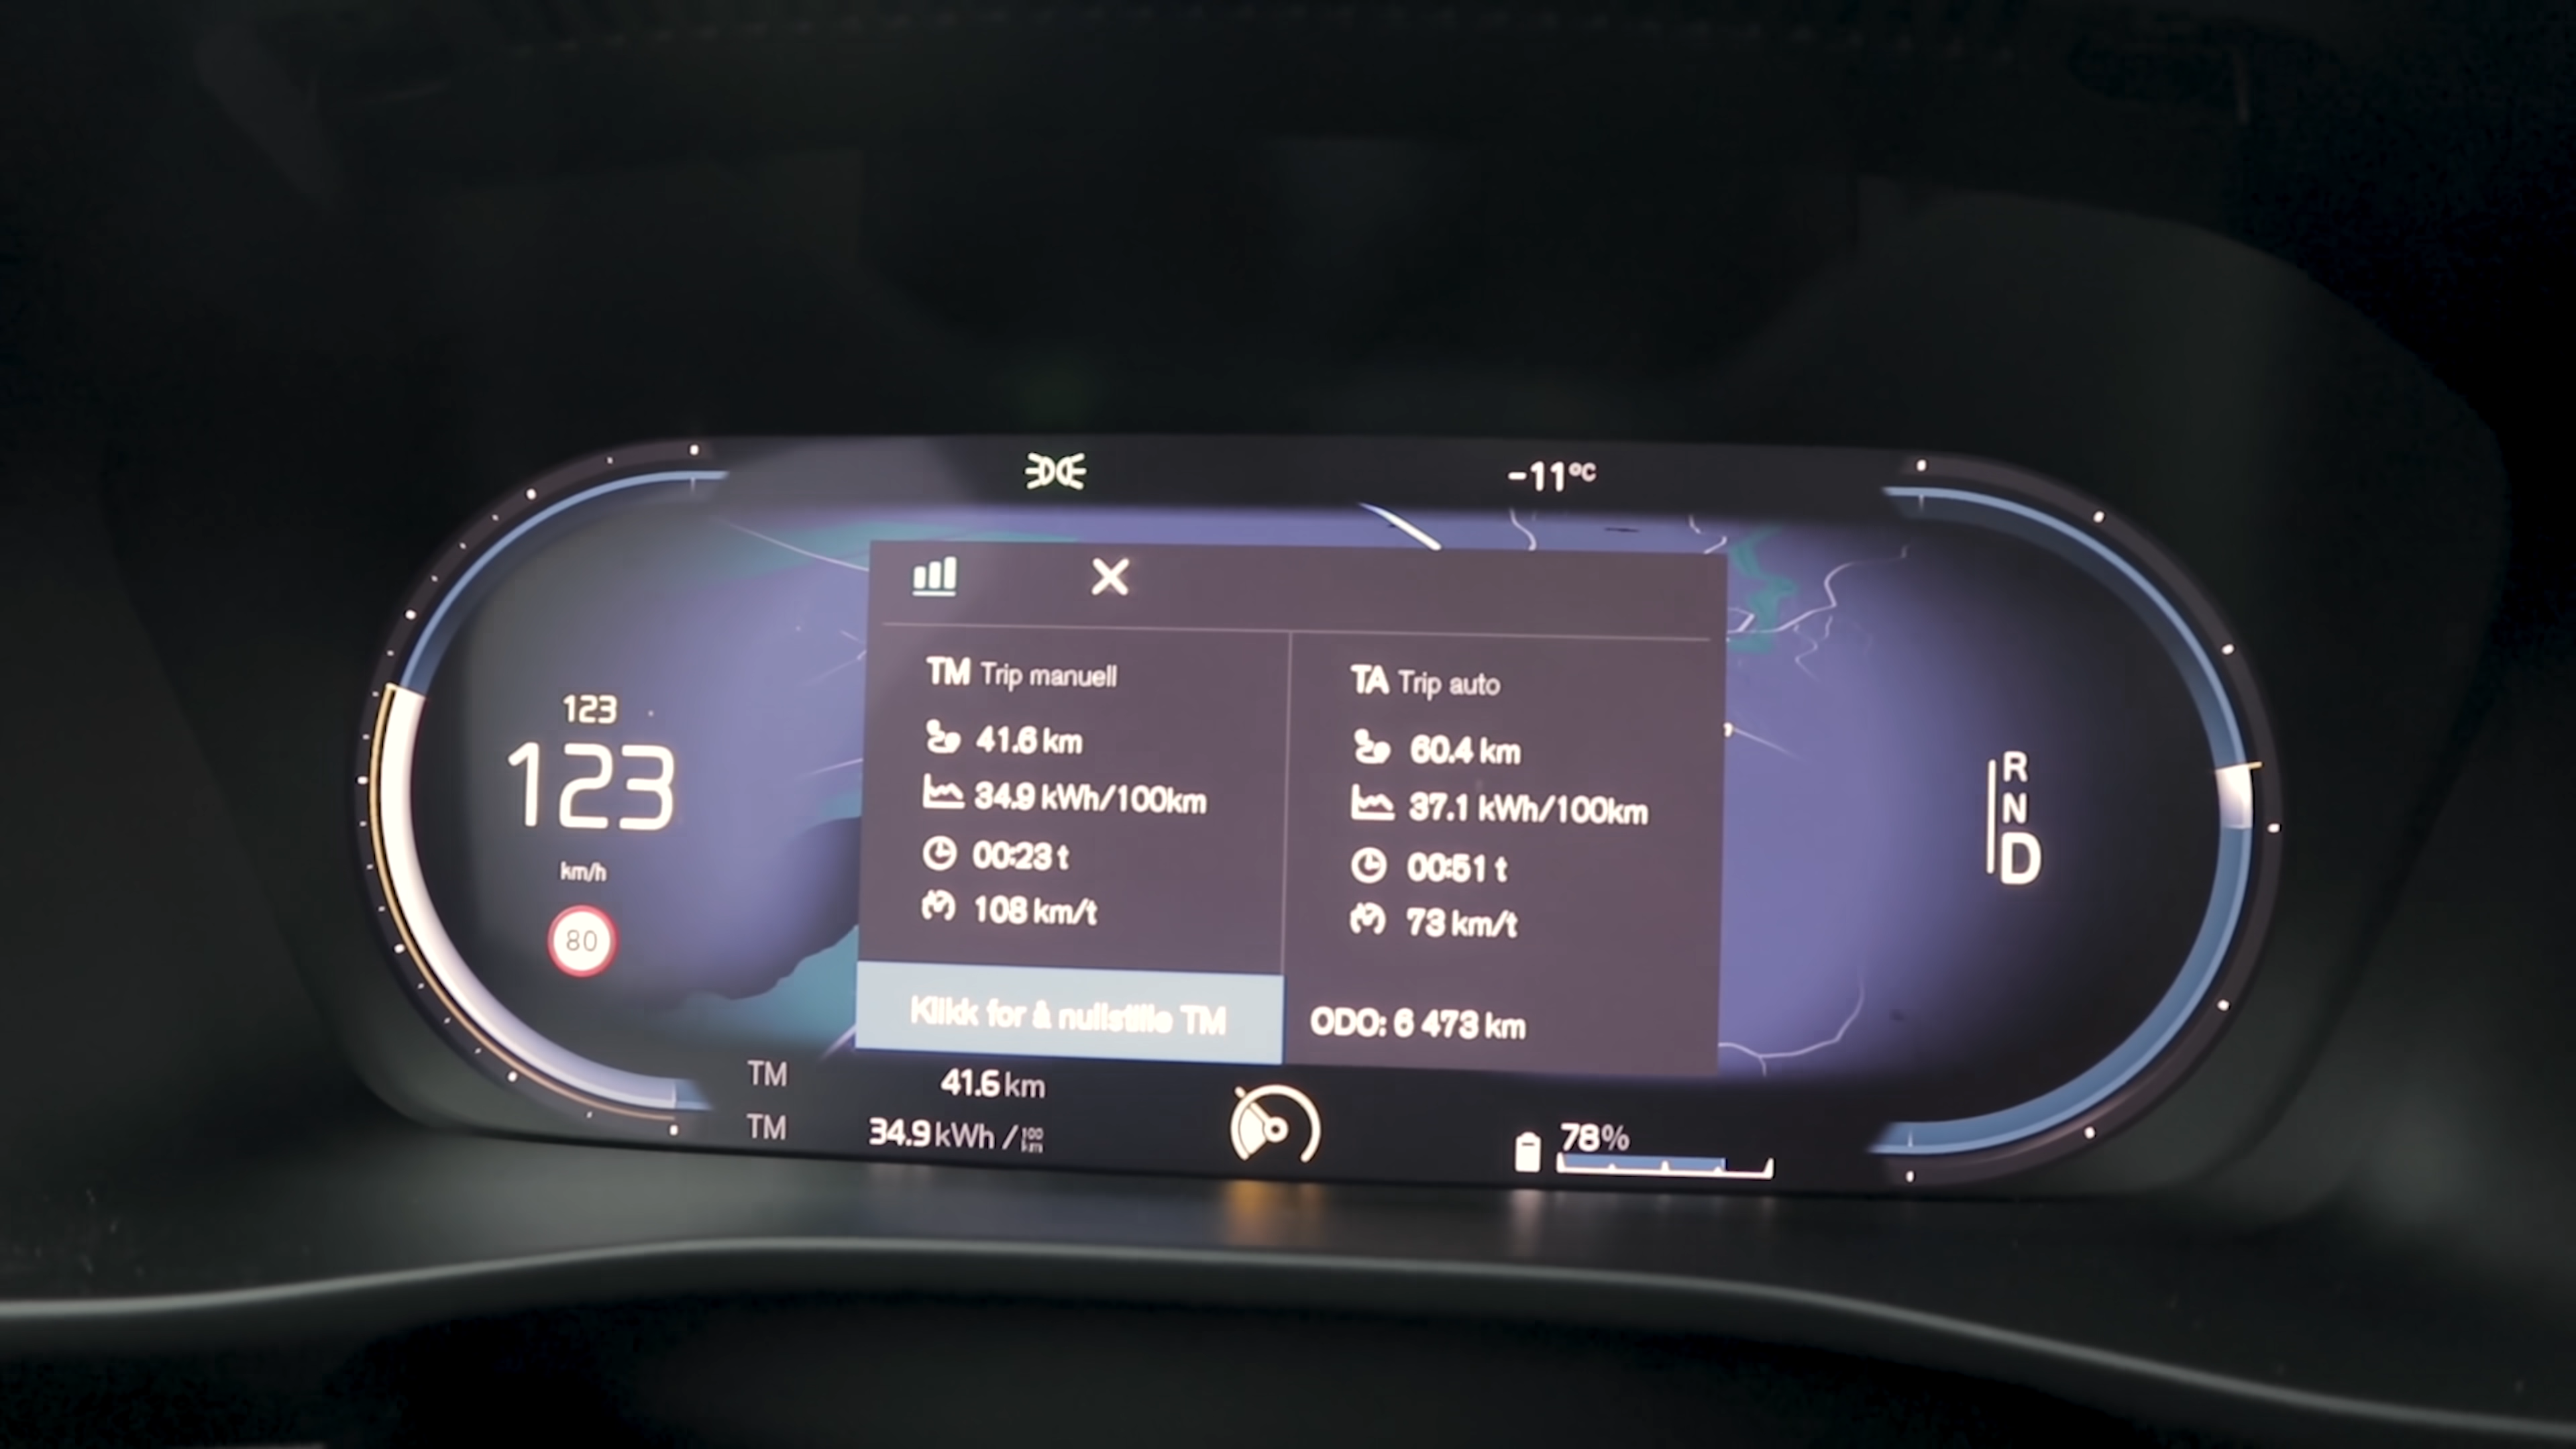 -11°C
TM Trip manuell
41.6 km
34.9 kWh/100km
00:23 t
108 km/t
Klikk for å nullstille TM
TA Trip auto
60.4 km
37.1 kWh/100km
00:51 t
73 km/t
ODO: 6 473 km
123
123
km/h
80
R
N
D
TM 41.6 km
TM 34.9 kWh / 100 km
78%